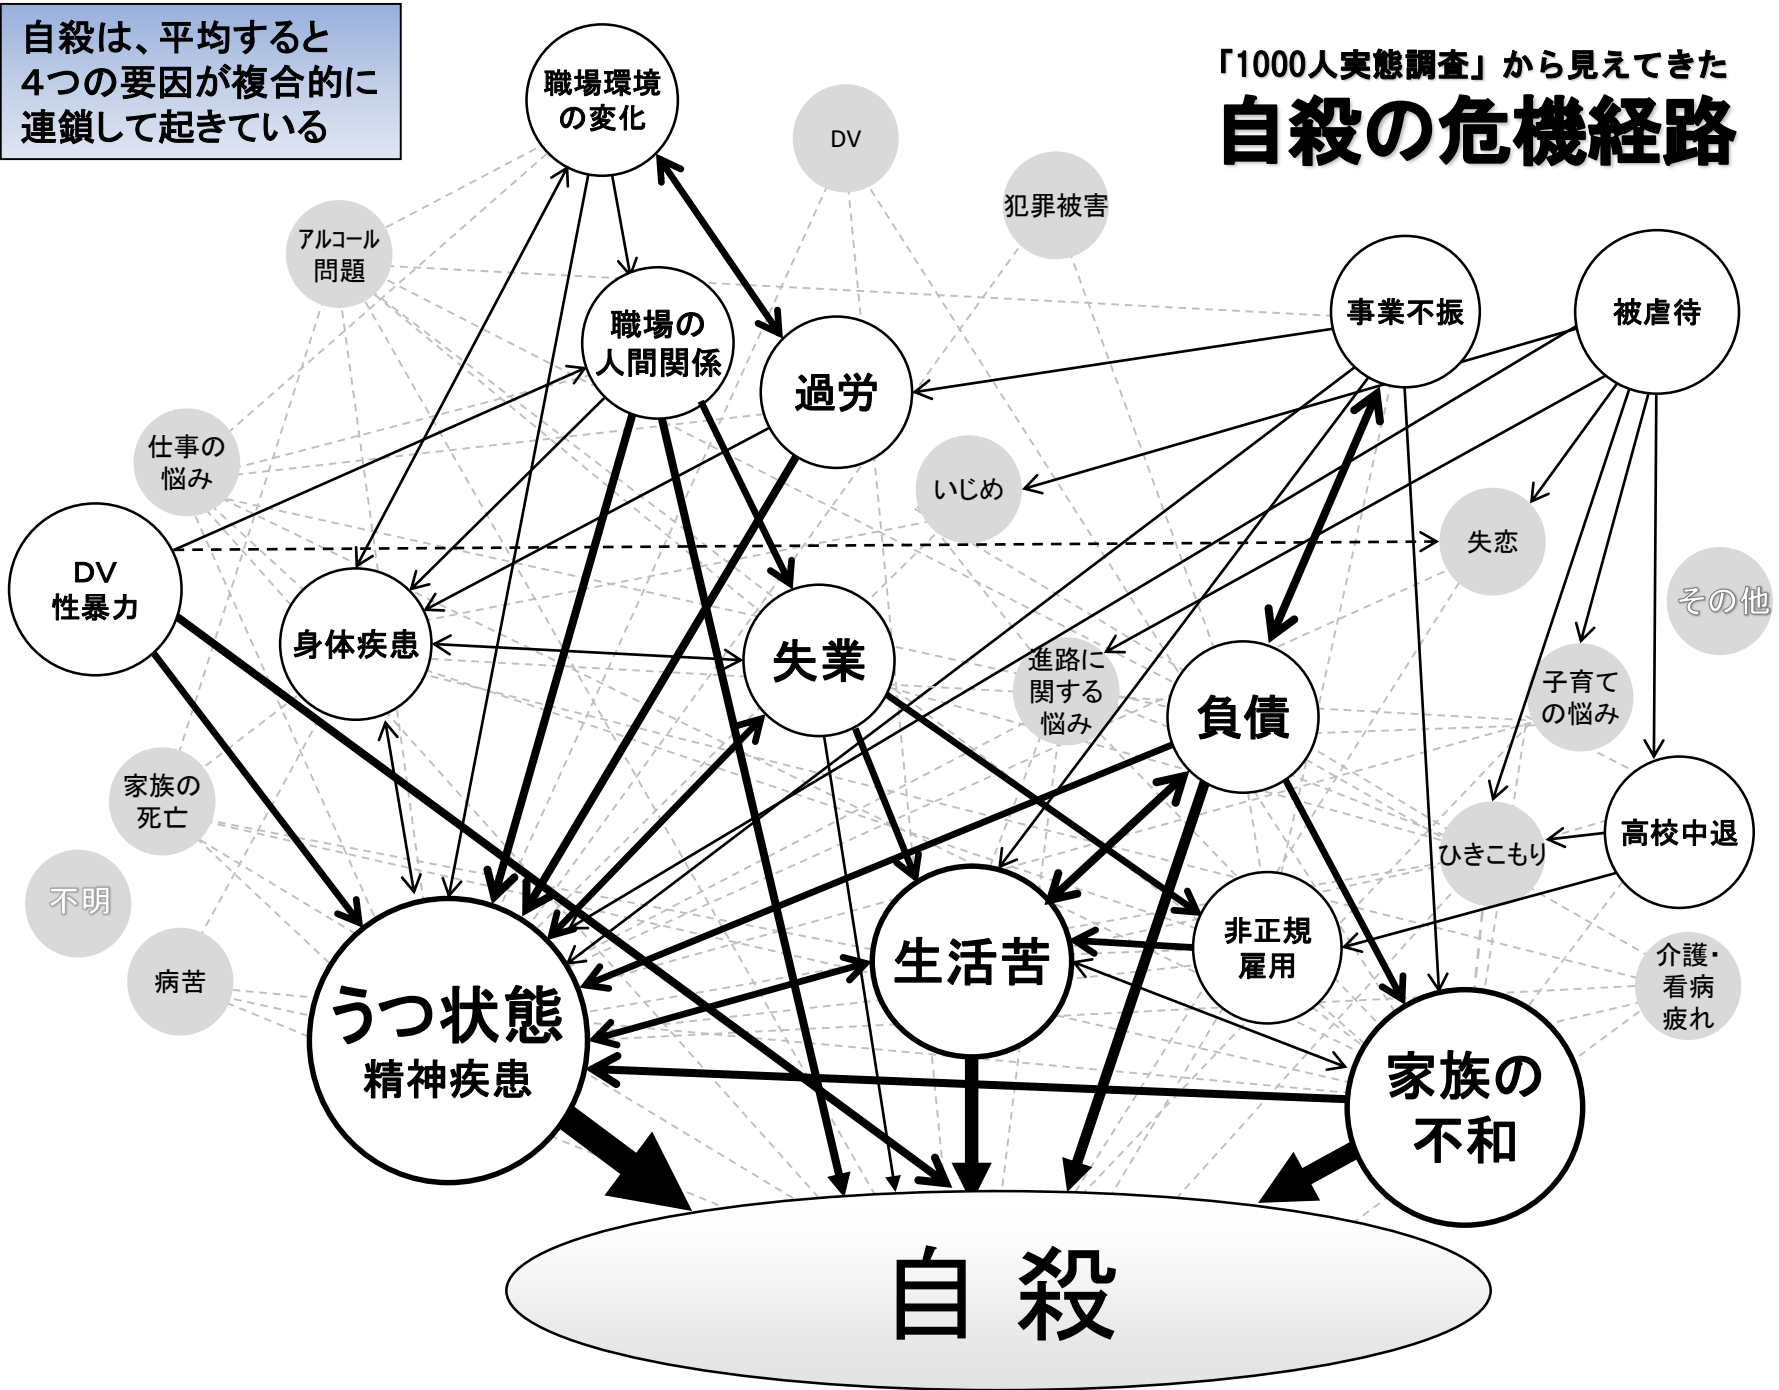 自殺は、平均すると
4つの要因が複合的に
連鎖して起きている
「1000人実態調査」から見えてきた
自殺の危機経路
職場環境
の変化
DV
犯罪被害
アルコール
問題
職場の
人間関係
過労
事業不振
被虐待
仕事の
悩み
いじめ
失恋
DV
性暴力
身体疾患
失業
進路に
関する
悩み
負債
子育て
の悩み
その他
家族の
死亡
高校中退
ひきこもり
不明
病苦
うつ状態
精神疾患
生活苦
非正規
雇用
介護・
看病
疲れ
家族の
不和
自殺